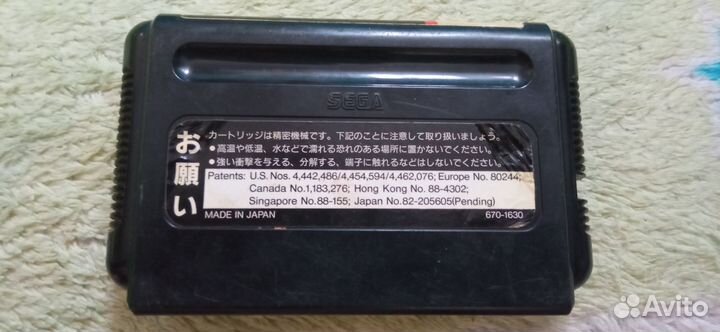 SEGA
お願い
カートリッジは精密機械です。下記のことに注意して取り扱いましょう。
●高温や低温、水などで濡れる恐れのある場所に置かないでください。
●強い衝撃を与える、分解する、端子に触れるなどはしないでください。
Patents: U.S. Nos. 4,442,486/4,454,594/4,462,076; Europe No. 80244;
Canada No.1,183,276; Hong Kong No. 88-4302;
Singapore No.88-155; Japan No.82-205605(Pending)
MADE IN JAPAN 670-1630
Avito